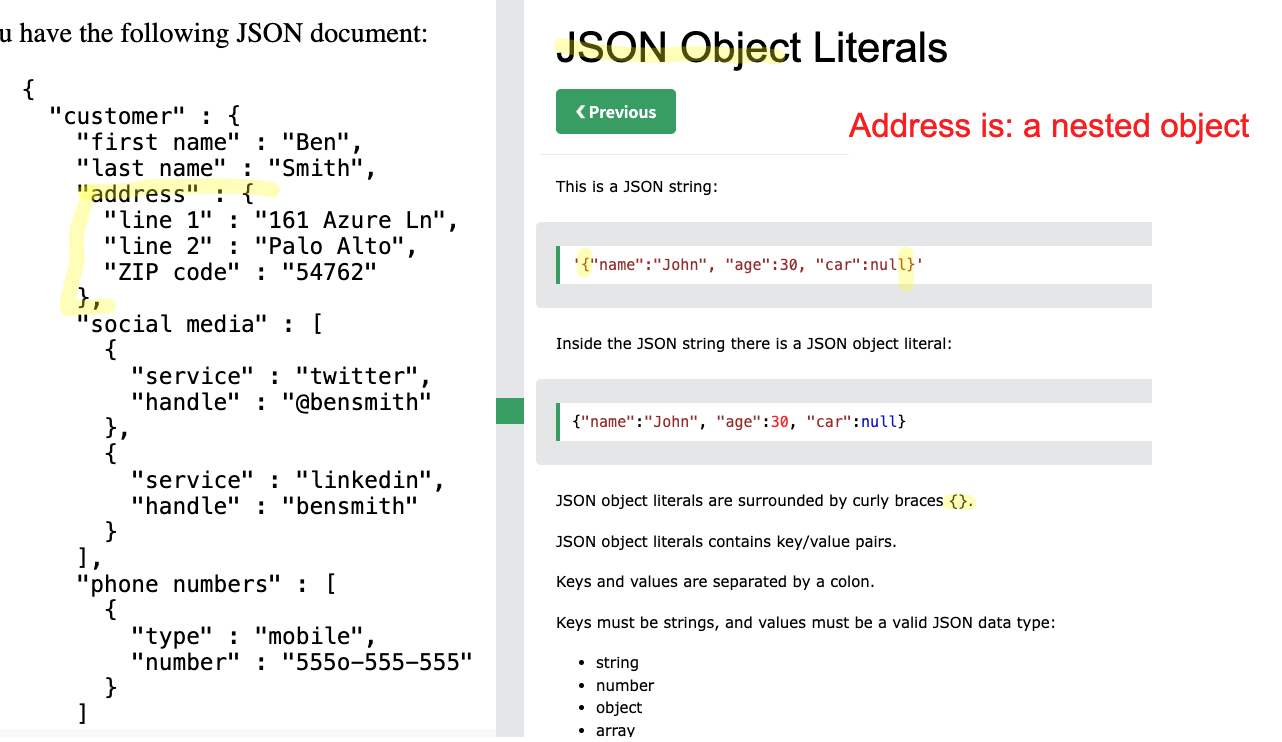 u have the following JSON document:
{
"customer" : {
"first name" : "Ben",
"last name" : "Smith",
"address" : {
"line 1" : "161 Azure Ln",
"line 2" : "Palo Alto",
"ZIP code" : "54762"
},
"social media" : [
{
"service" : "twitter",
"handle" : "@bensmith"
},
{
"service" : "linkedin",
"handle" : "bensmith"
}
],
"phone numbers" : [
{
"type" : "mobile",
"number" : "555o-555-555"
}
]
JSON Object Literals
❮ Previous
Address is: a nested object
This is a JSON string:
'{"name":"John", "age":30, "car":null}'
Inside the JSON string there is a JSON object literal:
{"name":"John", "age":30, "car":null}
JSON object literals are surrounded by curly braces {}.
JSON object literals contains key/value pairs.
Keys and values are separated by a colon.
Keys must be strings, and values must be a valid JSON data type:
• string
• number
• object
• array